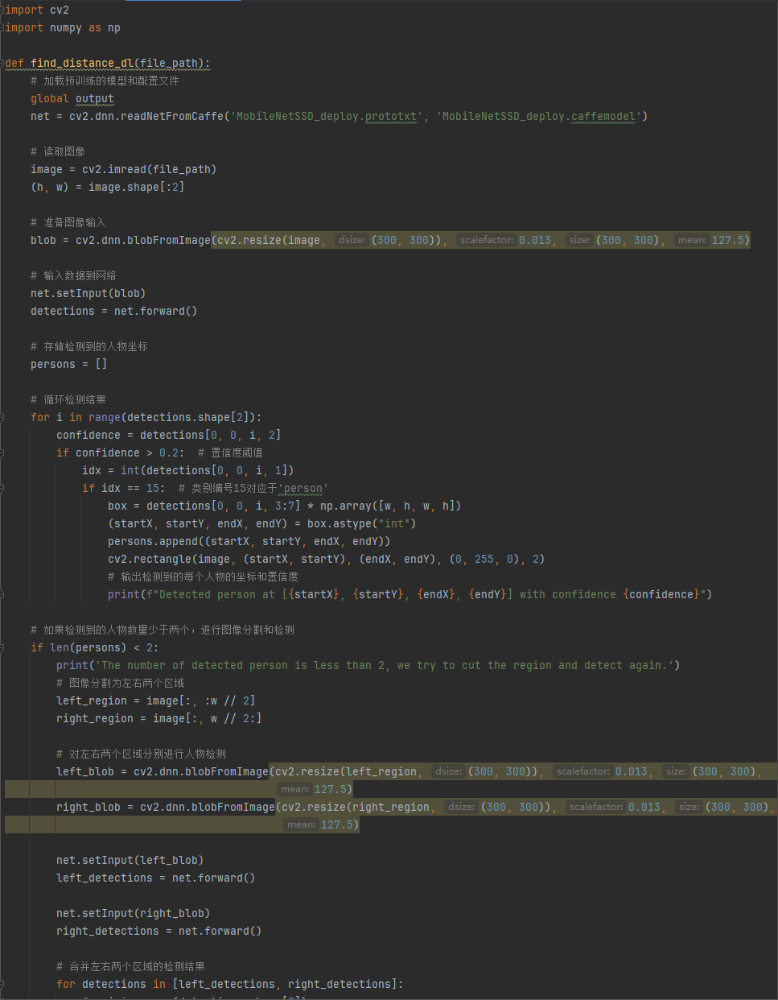 import cv2
import numpy as np
def find_distance_dl(file_path):
# 加载预训练的模型和配置文件
global output
net = cv2.dnn.readNetFromCaffe('MobileNetSSD_deploy.prototxt', 'MobileNetSSD_deploy.caffemodel')
# 读取图像
image = cv2.imread(file_path)
(h, w) = image.shape[:2]
# 准备图像输入
blob = cv2.dnn.blobFromImage(cv2.resize(image, dsize: (300, 300)), scalefactor: 0.013, size: (300, 300), mean: 127.5)
# 输入数据到网络
net.setInput(blob)
detections = net.forward()
# 存储检测到的人物坐标
persons = []
# 循环检测结果
for i in range(detections.shape[2]):
confidence = detections[0, 0, i, 2]
if confidence > 0.2:  # 置信度阈值
idx = int(detections[0, 0, i, 1])
if idx == 15:  # 类别编号15对应于'person'
box = detections[0, 0, i, 3:7] * np.array([w, h, w, h])
(startX, startY, endX, endY) = box.astype("int")
persons.append((startX, startY, endX, endY))
cv2.rectangle(image, (startX, startY), (endX, endY), (0, 255, 0), 2)
# 输出检测到的每个人物的坐标和置信度
print(f"Detected person at [{startX}, {startY}, {endX}, {endY}] with confidence {confidence}")
# 如果检测到的人物数量少于两个，进行图像分割和检测
if len(persons) < 2:
print('The number of detected person is less than 2, we try to cut the region and detect again.')
# 图像分割为左右两个区域
left_region = image[:, :w // 2]
right_region = image[:, w // 2:]
# 对左右两个区域分别进行人物检测
left_blob = cv2.dnn.blobFromImage(cv2.resize(left_region, dsize: (300, 300)), scalefactor: 0.013, size: (300, 300),
mean: 127.5)
right_blob = cv2.dnn.blobFromImage(cv2.resize(right_region, dsize: (300, 300)), scalefactor: 0.013, size: (300, 300),
mean: 127.5)
net.setInput(left_blob)
left_detections = net.forward()
net.setInput(right_blob)
right_detections = net.forward()
# 合并左右两个区域的检测结果
for detections in [left_detections, right_detections]: